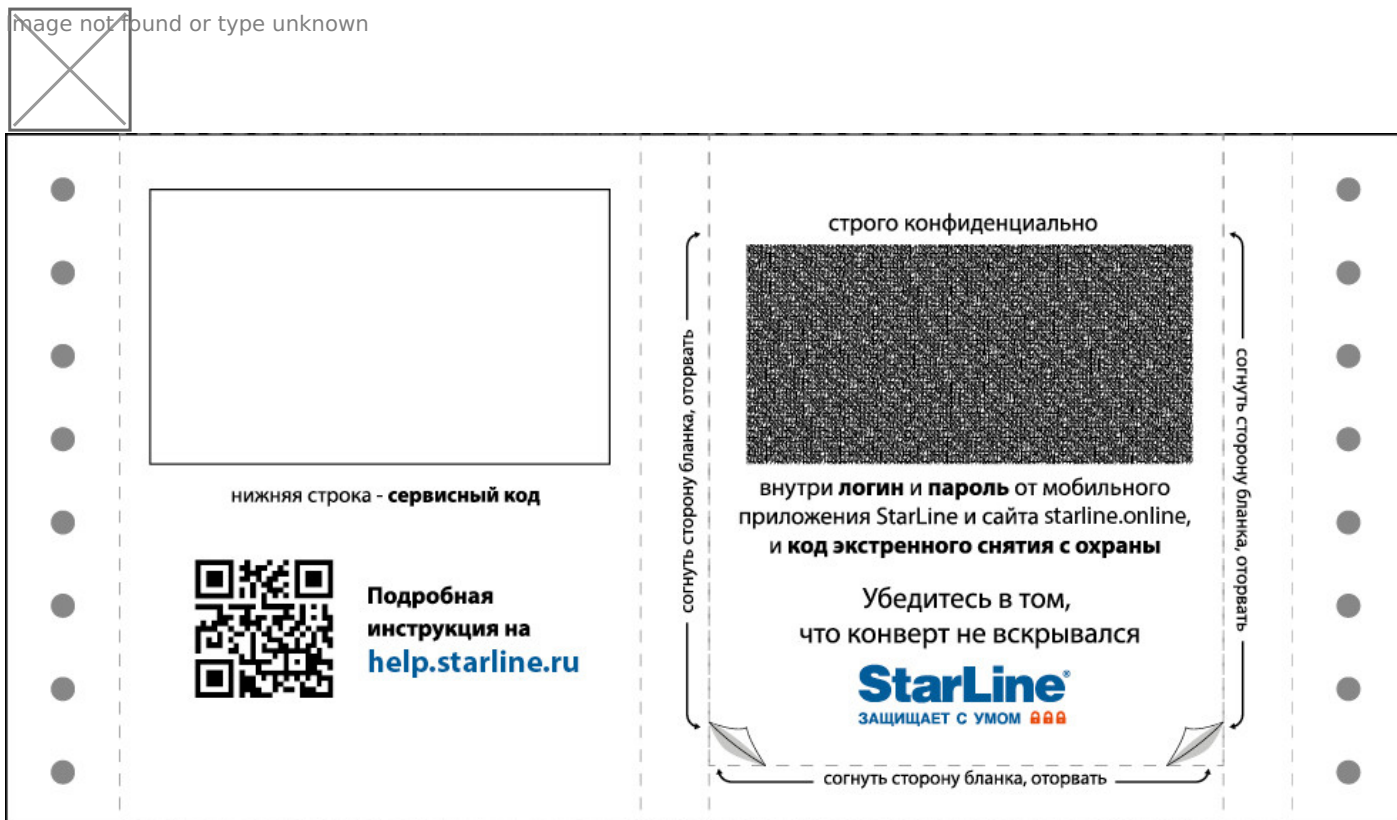 Image not found or type unknown
нижняя строка - сервисный код
Подробная
инструкция на
help.starline.ru
согнуть сторону бланка, оторвать
строго конфиденциально
внутри логин и пароль от мобильного
приложения StarLine и сайта starline.online,
и код экстренного снятия с охраны
Убедитесь в том,
что конверт не вскрывался
StarLine®
ЗАЩИЩАЕТ С УМОМ
согнуть сторону бланка, оторвать
согнуть сторону бланка, оторвать